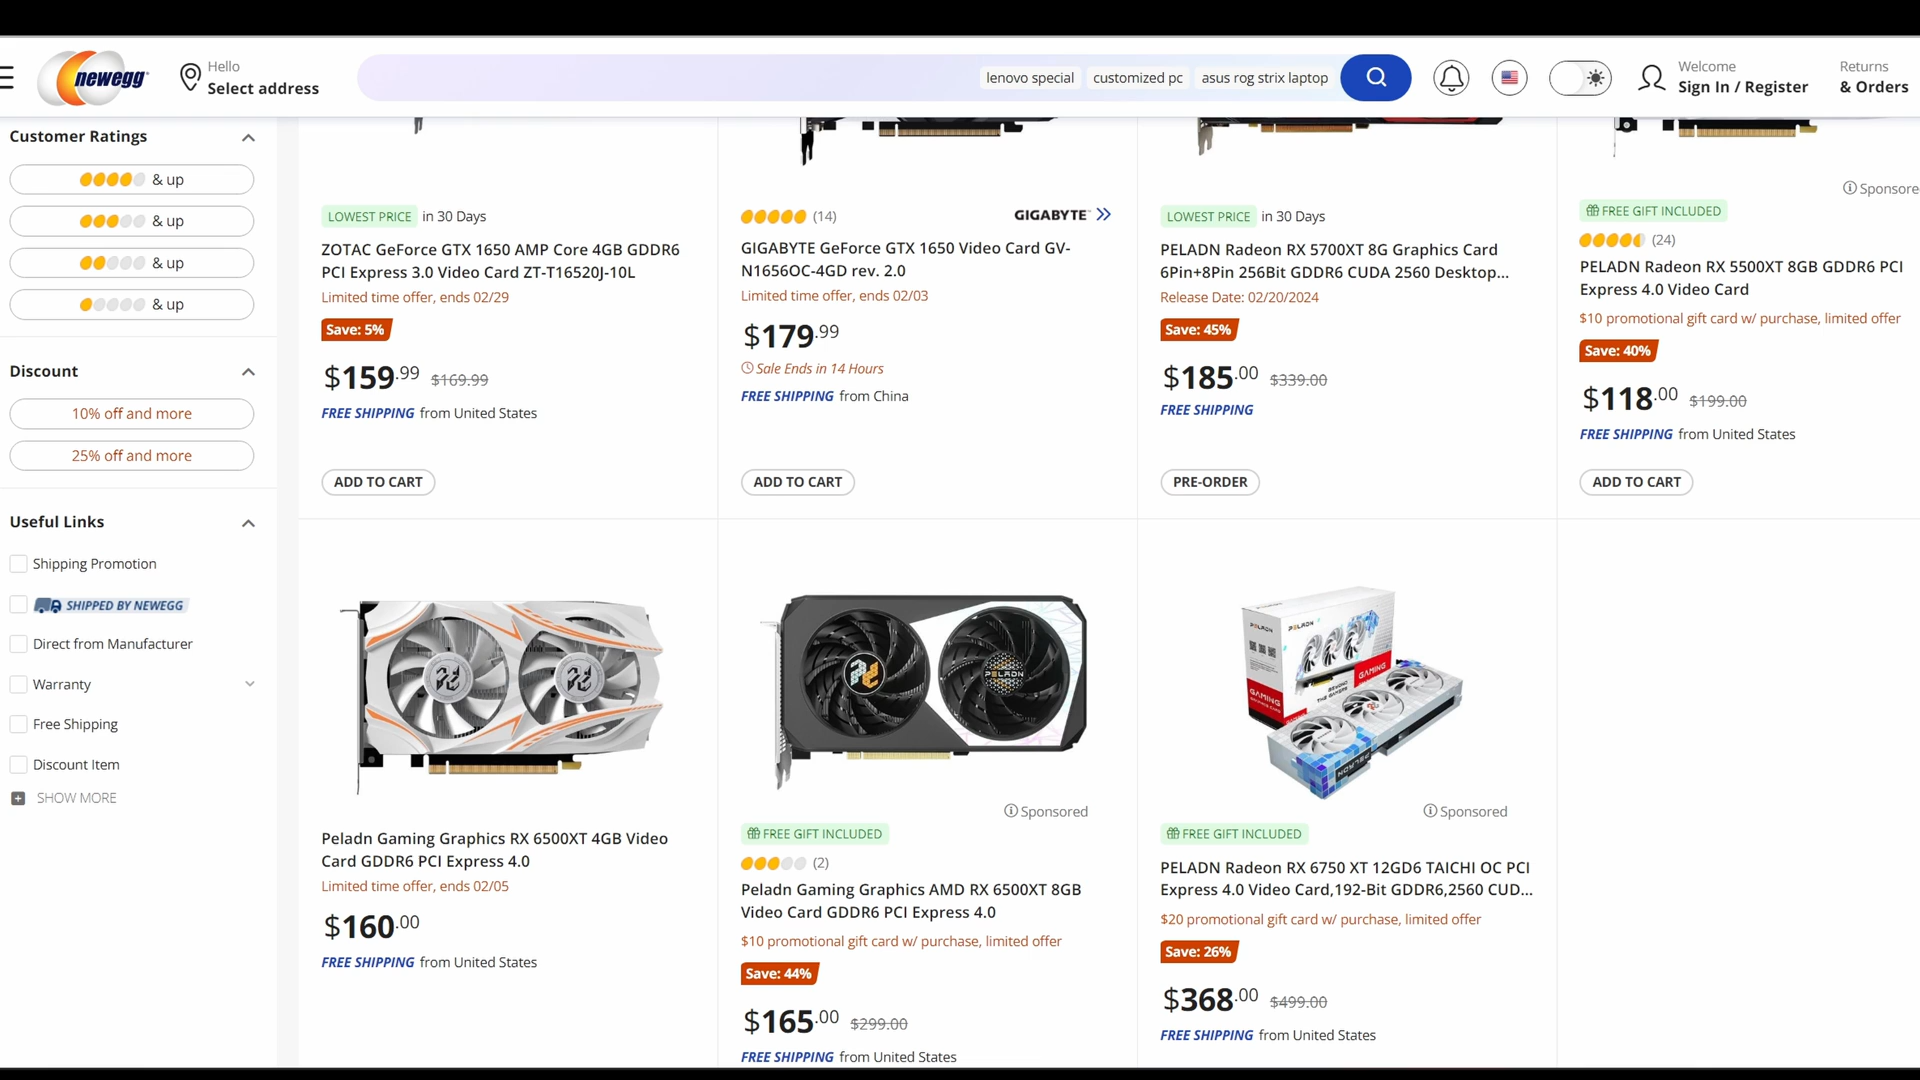 newegg
Hello
Select address
lenovo special
customized pc
asus rog strix laptop
Welcome
Sign In / Register
Returns
& Orders
Customer Ratings
& up
& up
& up
& up
Discount
10% off and more
25% off and more
Useful Links
Shipping Promotion
SHIPPED BY NEWEGG
Direct from Manufacturer
Warranty
Free Shipping
Discount Item
SHOW MORE
LOWEST PRICE in 30 Days
ZOTAC GeForce GTX 1650 AMP Core 4GB GDDR6
PCI Express 3.0 Video Card ZT-T16520J-10L
Limited time offer, ends 02/29
Save: 5%
$159.99 $169.99
FREE SHIPPING from United States
ADD TO CART
(14)
GIGABYTE
GIGABYTE GeForce GTX 1650 Video Card GV-
N1656OC-4GD rev. 2.0
Limited time offer, ends 02/03
$179.99
Sale Ends in 14 Hours
FREE SHIPPING from China
ADD TO CART
LOWEST PRICE in 30 Days
PELADN Radeon RX 5700XT 8G Graphics Card
6Pin+8Pin 256Bit GDDR6 CUDA 2560 Desktop...
Release Date: 02/20/2024
Save: 45%
$185.00 $339.00
FREE SHIPPING
PRE-ORDER
Sponsore
FREE GIFT INCLUDED
(24)
PELADN Radeon RX 5500XT 8GB GDDR6 PCI
Express 4.0 Video Card
$10 promotional gift card w/ purchase, limited offer
Save: 40%
$118.00 $199.00
FREE SHIPPING from United States
ADD TO CART
Peladn Gaming Graphics RX 6500XT 4GB Video
Card GDDR6 PCI Express 4.0
Limited time offer, ends 02/05
$160.00
FREE SHIPPING from United States
PELADN
Sponsored
FREE GIFT INCLUDED
(2)
Peladn Gaming Graphics AMD RX 6500XT 8GB
Video Card GDDR6 PCI Express 4.0
$10 promotional gift card w/ purchase, limited offer
Save: 44%
$165.00 $299.00
FREE SHIPPING from United States
PELADN
PELADN
GAMING
GAMING
BEYOND
THE GAMERS
PELADN
Sponsored
FREE GIFT INCLUDED
PELADN Radeon RX 6750 XT 12GD6 TAICHI OC PCI
Express 4.0 Video Card,192-Bit GDDR6,2560 CUD...
$20 promotional gift card w/ purchase, limited offer
Save: 26%
$368.00 $499.00
FREE SHIPPING from United States